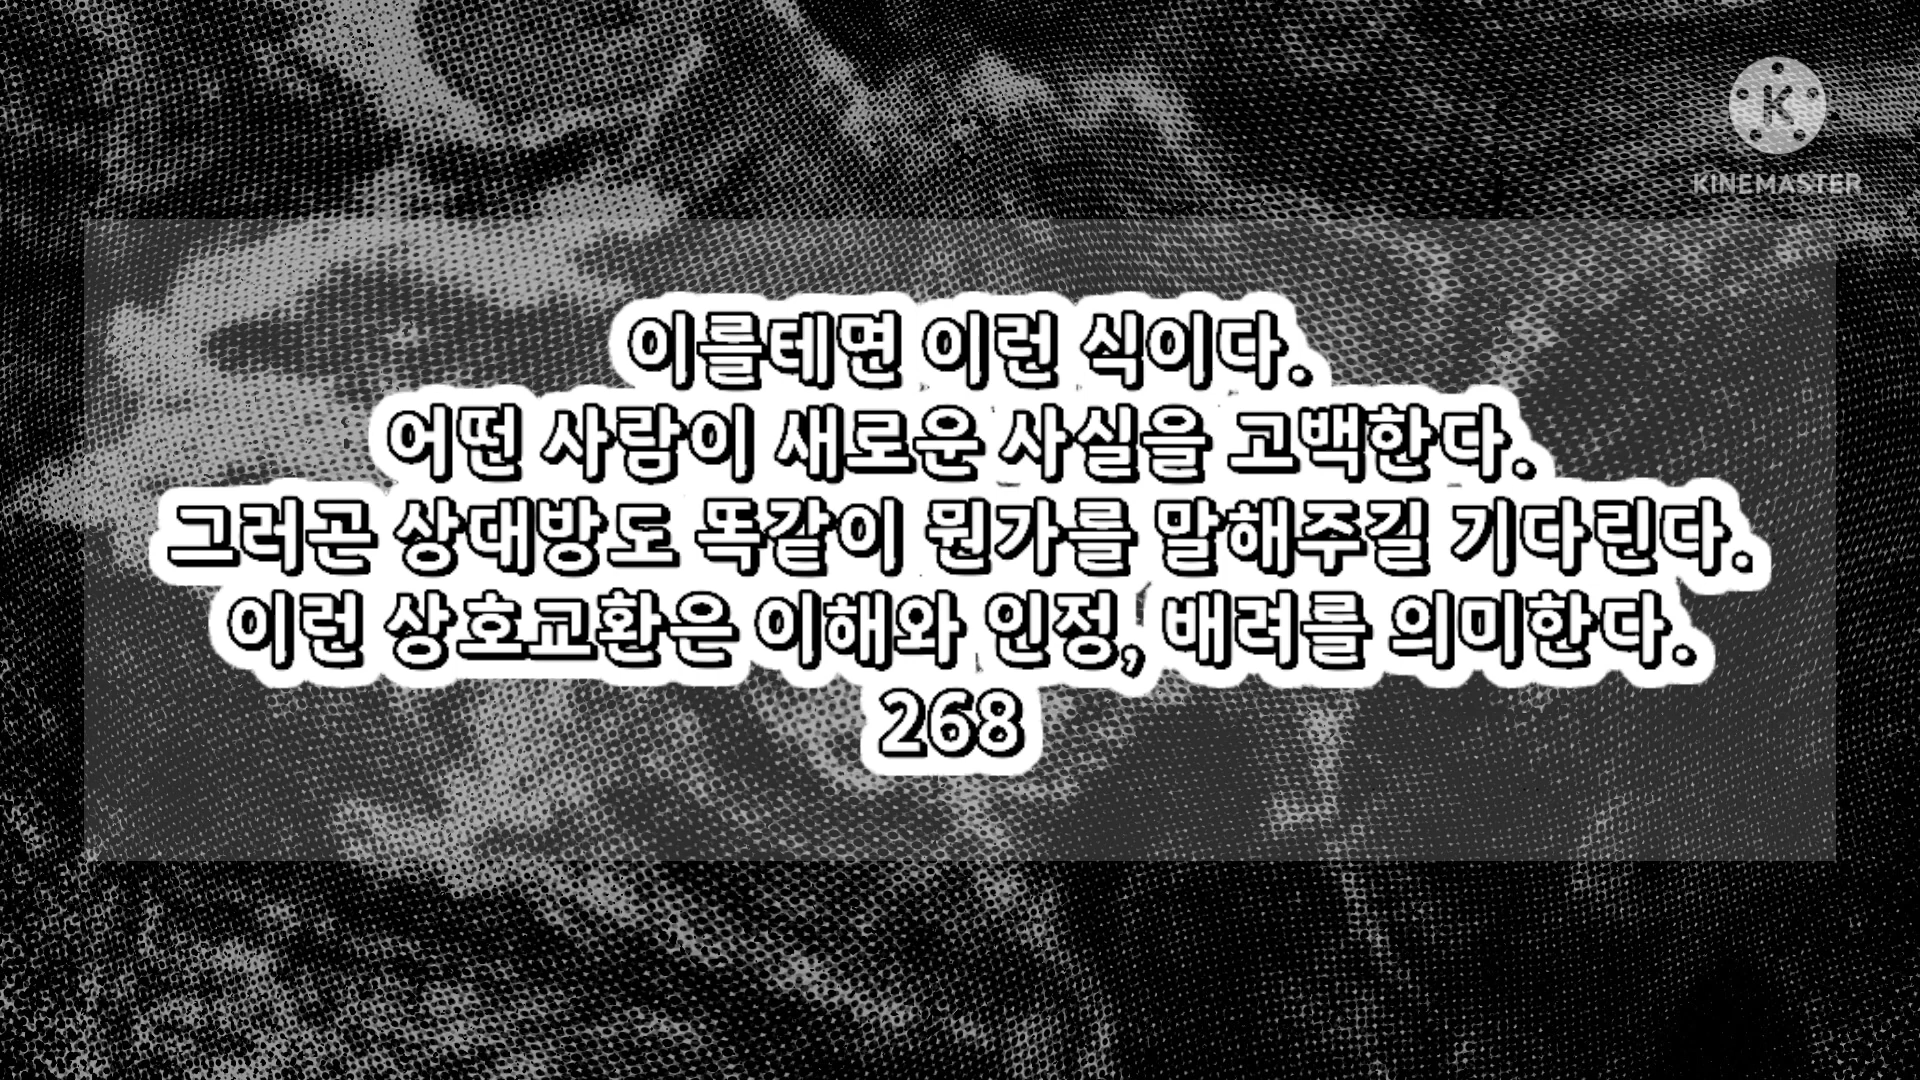 KINEMASTER
이를테면 이런 식이다.
어떤 사람이 새로운 사실을 고백한다.
그러곤 상대방도 똑같이 뭔가를 말해주길 기다린다.
이런 상호교환은 이해와 인정, 배려를 의미한다.
268